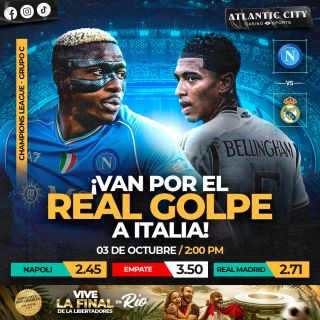 ATLANTIC CITY
CASINO SPORTS
CHAMPIONS LEAGUE - GRUPO C
N
VS
BELLINGHAM
¡VAN POR EL
REAL GOLPE
A ITALIA!
03 DE OCTUBRE / 2:00 PM
NAPOLI 2.45
EMPATE 3.50
REAL MADRID 2.71
VIVE
LA FINAL en Río
DE LA LIBERTADORES